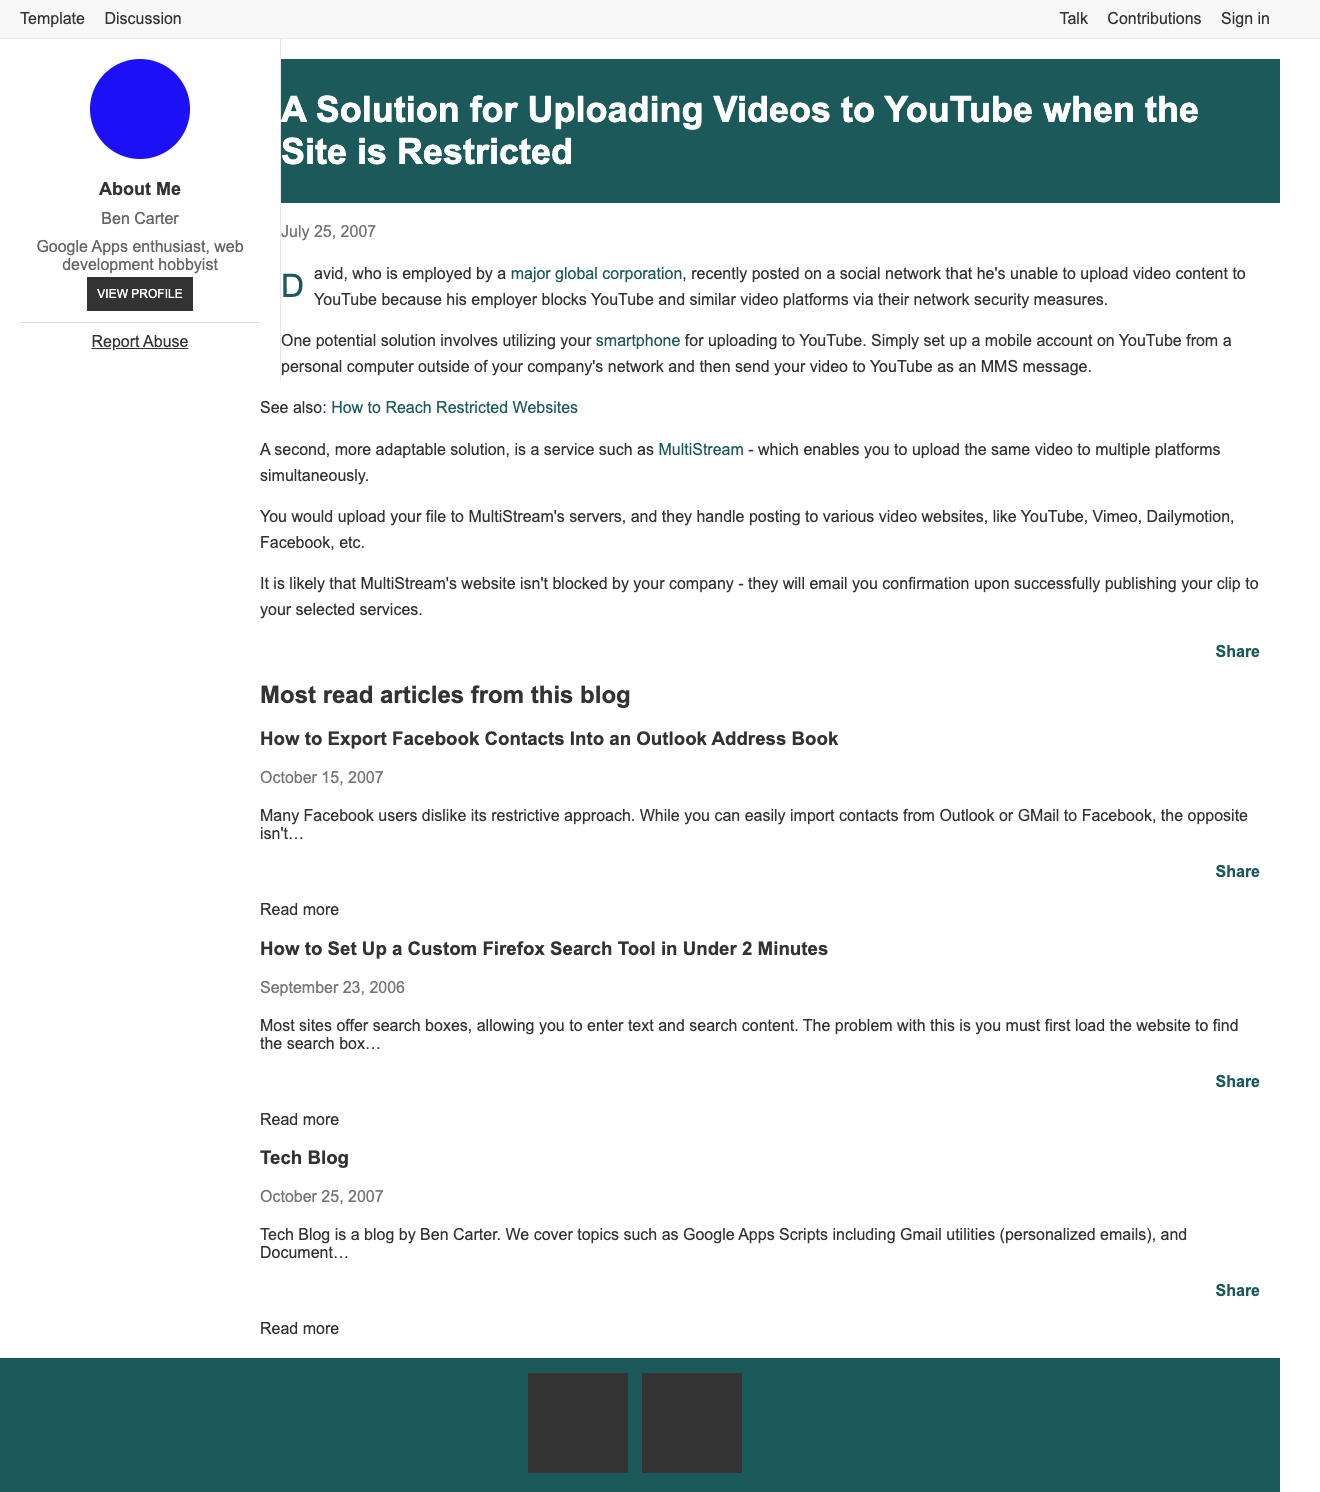 Template Discussion Talk Contributions Sign in
About Me
Ben Carter
Google Apps enthusiast, web
development hobbyist
VIEW PROFILE
Report Abuse
A Solution for Uploading Videos to YouTube when the
Site is Restricted
July 25, 2007
David, who is employed by a major global corporation, recently posted on a social network that he's unable to upload video content to
YouTube because his employer blocks YouTube and similar video platforms via their network security measures.
One potential solution involves utilizing your smartphone for uploading to YouTube. Simply set up a mobile account on YouTube from a
personal computer outside of your company's network and then send your video to YouTube as an MMS message.
See also: How to Reach Restricted Websites
A second, more adaptable solution, is a service such as MultiStream - which enables you to upload the same video to multiple platforms
simultaneously.
You would upload your file to MultiStream's servers, and they handle posting to various video websites, like YouTube, Vimeo, Dailymotion,
Facebook, etc.
It is likely that MultiStream's website isn't blocked by your company - they will email you confirmation upon successfully publishing your clip to
your selected services.
Share
Most read articles from this blog
How to Export Facebook Contacts Into an Outlook Address Book
October 15, 2007
Many Facebook users dislike its restrictive approach. While you can easily import contacts from Outlook or GMail to Facebook, the opposite
isn't…
Share
Read more
How to Set Up a Custom Firefox Search Tool in Under 2 Minutes
September 23, 2006
Most sites offer search boxes, allowing you to enter text and search content. The problem with this is you must first load the website to find
the search box…
Share
Read more
Tech Blog
October 25, 2007
Tech Blog is a blog by Ben Carter. We cover topics such as Google Apps Scripts including Gmail utilities (personalized emails), and
Document…
Share
Read more